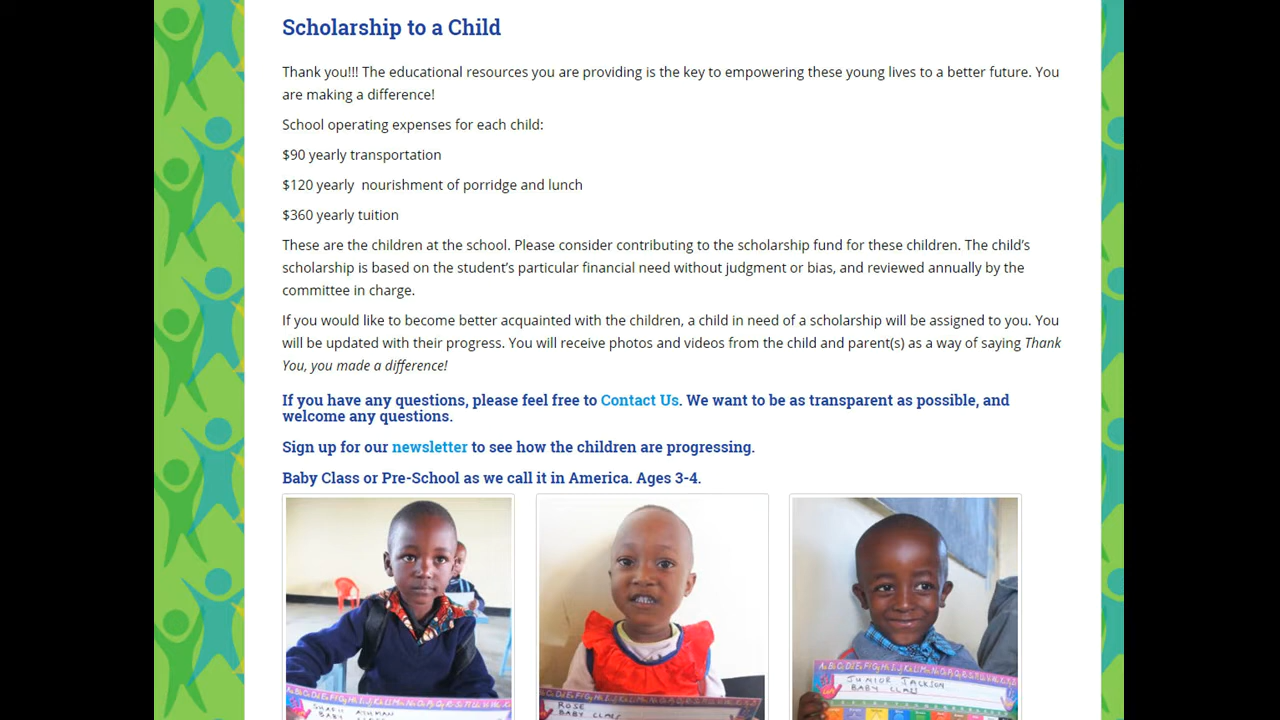 Scholarship to a Child
Thank you!!! The educational resources you are providing is the key to empowering these young lives to a better future. You
are making a difference!
School operating expenses for each child:
$90 yearly transportation
$120 yearly  nourishment of porridge and lunch
$360 yearly tuition
These are the children at the school. Please consider contributing to the scholarship fund for these children. The child's
scholarship is based on the student's particular financial need without judgment or bias, and reviewed annually by the
committee in charge.
If you would like to become better acquainted with the children, a child in need of a scholarship will be assigned to you. You
will be updated with their progress. You will receive photos and videos from the child and parent(s) as a way of saying Thank
You, you made a difference!
If you have any questions, please feel free to Contact Us. We want to be as transparent as possible, and
welcome any questions.
Sign up for our newsletter to see how the children are progressing.
Baby Class or Pre-School as we call it in America. Ages 3-4.
BABY
ROSE
BABY CLASS
JUNIOR JACKSON
BABY CLASS